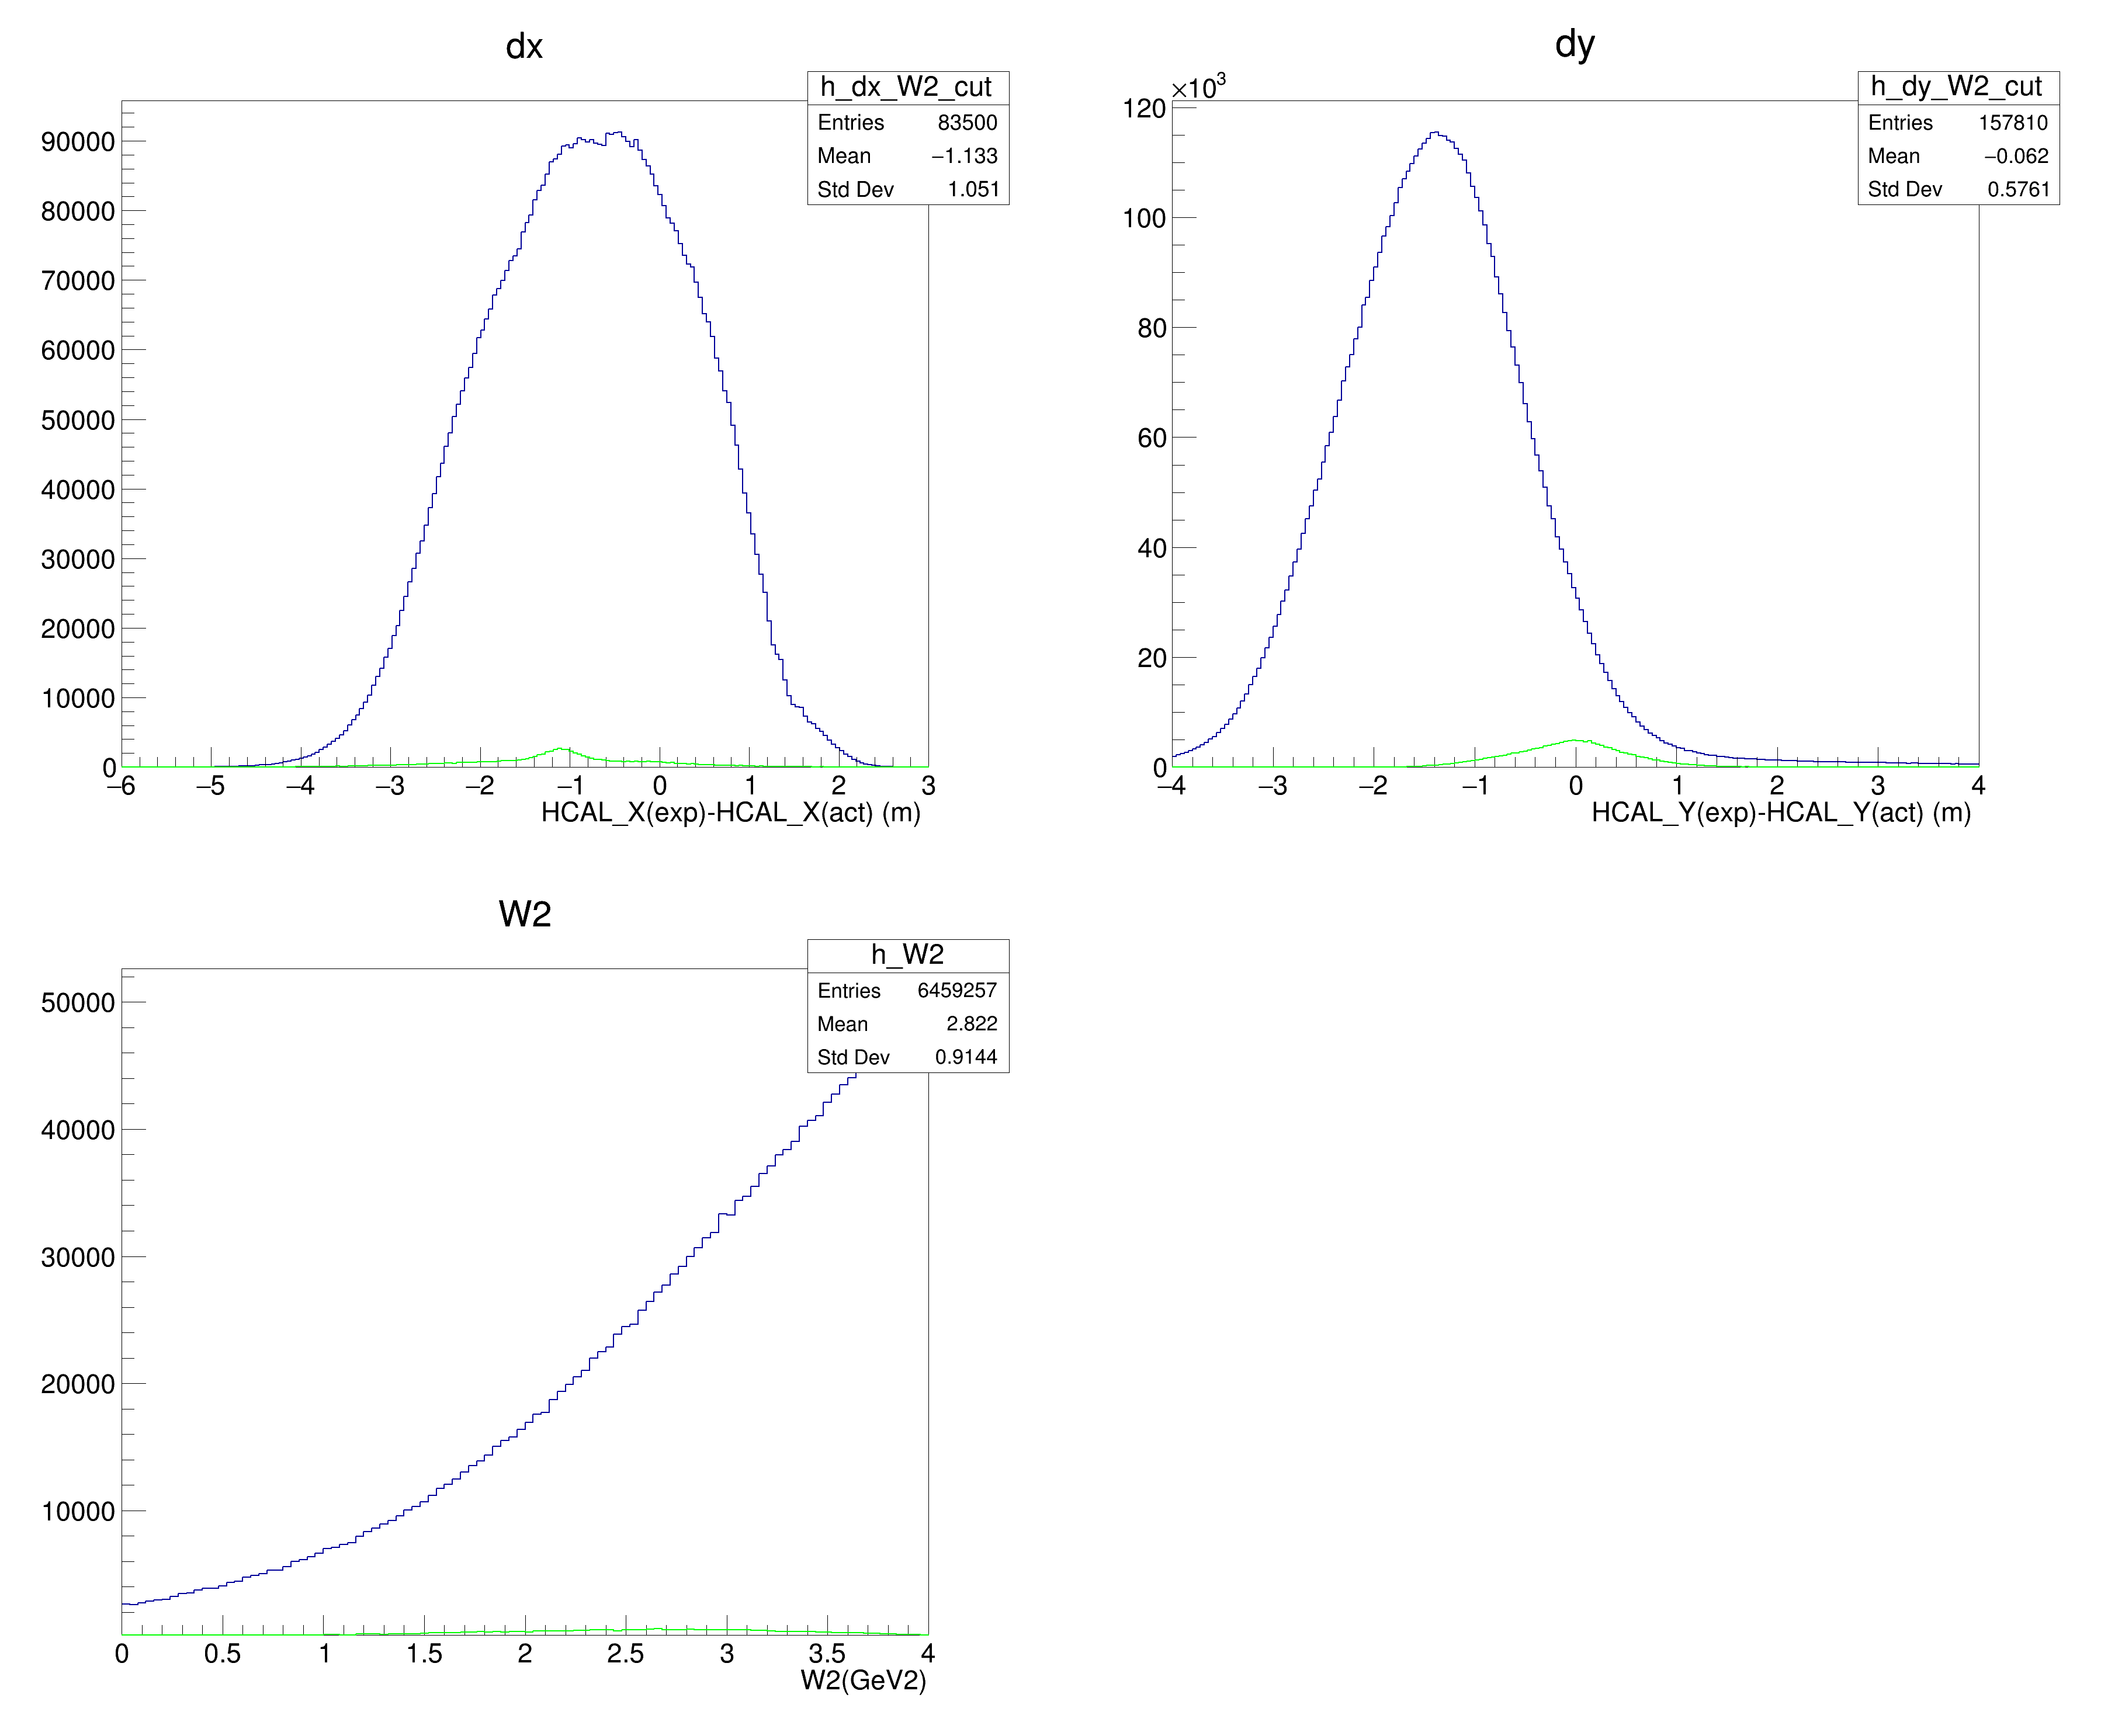 dx
h_dx_W2_cut
Entries 83500
Mean −1.133
Std Dev 1.051
90000
80000
70000
60000
50000
40000
30000
20000
10000
0
−6 −5 −4 −3 −2 −1 0 1 2 3
HCAL_X(exp)-HCAL_X(act) (m)
dy
×10³
h_dy_W2_cut
Entries 157810
Mean −0.062
Std Dev 0.5761
120
100
80
60
40
20
0
−4 −3 −2 −1 0 1 2 3 4
HCAL_Y(exp)-HCAL_Y(act) (m)
W2
h_W2
Entries 6459257
Mean 2.822
Std Dev 0.9144
50000
40000
30000
20000
10000
0 0.5 1 1.5 2 2.5 3 3.5 4
W2(GeV2)